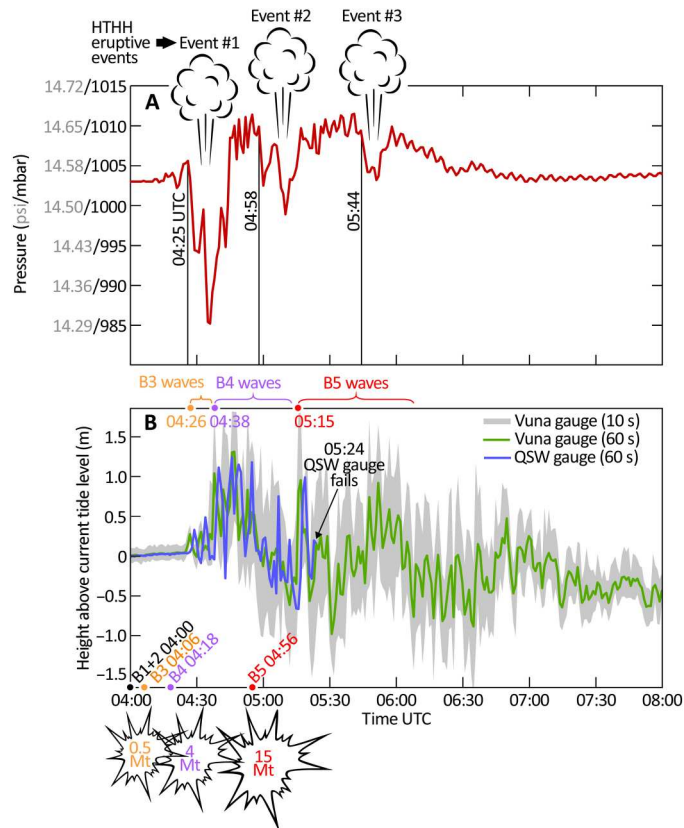 HTHH
eruptive
events
Event #1
Event #2
Event #3
A
14.72/1015
14.65/1010
14.58/1005
14.50/1000
14.43/995
14.36/990
14.29/985
Pressure (psi/mbar)
04:25 UTC
04:58
05:44
B3 waves
B4 waves
B5 waves
04:26
04:38
05:15
B
Vuna gauge (10 s)
Vuna gauge (60 s)
QSW gauge (60 s)
05:24
QSW gauge
fails
1.5
1.0
0.5
0
−0.5
−1.0
−1.5
Height above current tide level (m)
B1+2 04:00
B3 04:06
B4 04:18
B5 04:56
04:00
04:30
05:00
05:30
06:00
06:30
07:00
07:30
08:00
Time UTC
0.5
Mt
4
Mt
15
Mt